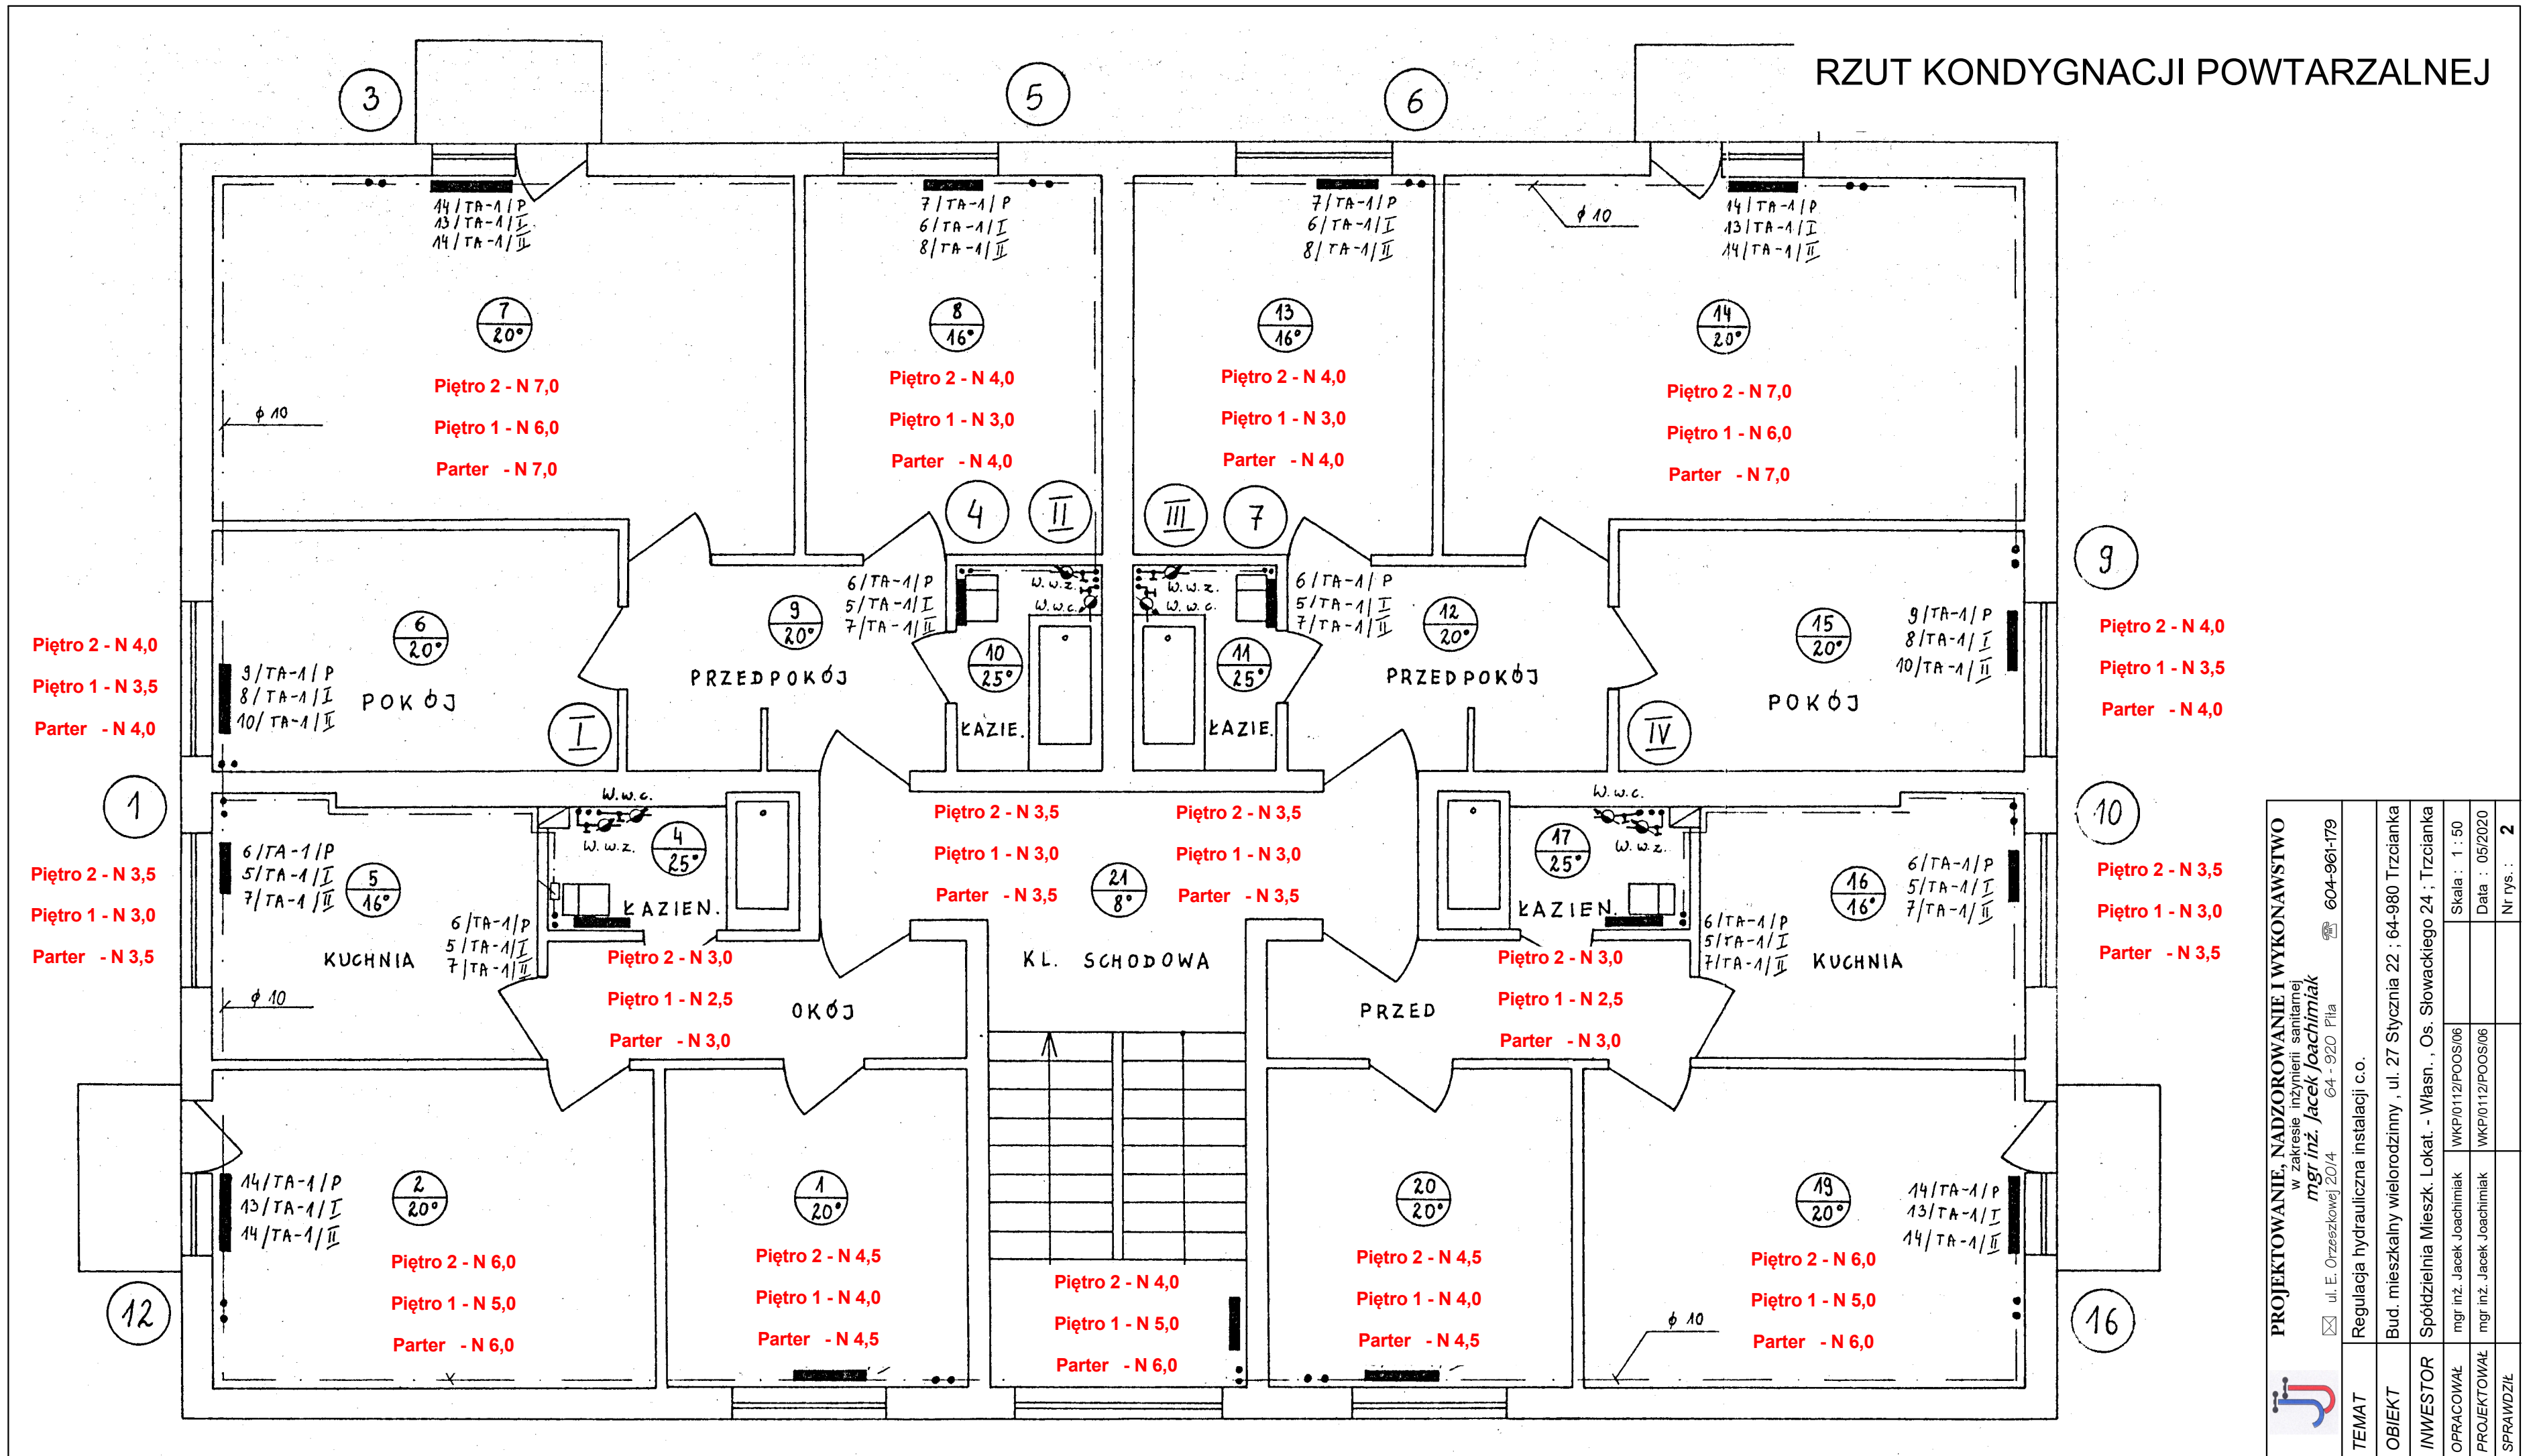 RZUT KONDYGNACJI POWTARZALNEJ
3
5
6
14/TA-1/P
13/TA-1/I
14/TA-1/II
7/TA-1/P
6/TA-1/I
8/TA-1/II
7/TA-1/P
6/TA-1/I
8/TA-1/II
ϕ 10
14/TA-1/P
13/TA-1/I
14/TA-1/II
7
20°
8
16°
13
16°
14
20°
Piętro 2 - N 7,0
Piętro 1 - N 6,0
Parter - N 7,0
Piętro 2 - N 4,0
Piętro 1 - N 3,0
Parter - N 4,0
Piętro 2 - N 4,0
Piętro 1 - N 3,0
Parter - N 4,0
Piętro 2 - N 7,0
Piętro 1 - N 6,0
Parter - N 7,0
ϕ 10
4
II
III
7
9
Piętro 2 - N 4,0
Piętro 1 - N 3,5
Parter - N 4,0
9/TA-1/P
8/TA-1/I
10/TA-1/II
6
20°
POKÓJ
I
9
20°
PRZEDPOKÓJ
6/TA-1/P
5/TA-1/I
7/TA-1/II
W.w.z.
W.w.c.
10
25°
ŁAZIE.
W.w.z.
W.w.c.
11
25°
ŁAZIE.
6/TA-1/P
5/TA-1/I
7/TA-1/II
12
20°
PRZEDPOKÓJ
IV
15
20°
POKÓJ
9/TA-1/P
8/TA-1/I
10/TA-1/II
Piętro 2 - N 4,0
Piętro 1 - N 3,5
Parter - N 4,0
1
10
Piętro 2 - N 3,5
Piętro 1 - N 3,0
Parter - N 3,5
6/TA-1/P
5/TA-1/I
7/TA-1/II
5
16°
KUCHNIA
ϕ 10
6/TA-1/P
5/TA-1/I
7/TA-1/II
W.w.c.
W.w.z.
4
25°
ŁAZIEN.
Piętro 2 - N 3,0
Piętro 1 - N 2,5
Parter - N 3,0
OKÓJ
Piętro 2 - N 3,5
Piętro 1 - N 3,0
Parter - N 3,5
Piętro 2 - N 3,5
Piętro 1 - N 3,0
Parter - N 3,5
21
8°
KL. SCHODOWA
W.w.c.
W.w.z.
17
25°
ŁAZIEN.
Piętro 2 - N 3,0
Piętro 1 - N 2,5
Parter - N 3,0
PRZED
6/TA-1/P
5/TA-1/I
7/TA-1/II
16
16°
KUCHNIA
6/TA-1/P
5/TA-1/I
7/TA-1/II
Piętro 2 - N 3,5
Piętro 1 - N 3,0
Parter - N 3,5
12
14/TA-1/P
13/TA-1/I
14/TA-1/II
2
20°
Piętro 2 - N 6,0
Piętro 1 - N 5,0
Parter - N 6,0
1
20°
Piętro 2 - N 4,5
Piętro 1 - N 4,0
Parter - N 4,5
Piętro 2 - N 4,0
Piętro 1 - N 5,0
Parter - N 6,0
20
20°
Piętro 2 - N 4,5
Piętro 1 - N 4,0
Parter - N 4,5
19
20°
Piętro 2 - N 6,0
Piętro 1 - N 5,0
Parter - N 6,0
ϕ 10
14/TA-1/P
13/TA-1/I
14/TA-1/II
16
PROJEKTOWANIE, NADZOROWANIE I WYKONAWSTWO
w zakresie inżynierii sanitarnej
mgr inż. Jacek Joachimiak
✉ ul. E. Orzeszkowej 20/4 64 - 920 Piła ☏ 604-961-179
TEMAT Regulacja hydrauliczna instalacji c.o.
OBIEKT Bud. mieszkalny wielorodzinny , ul. 27 Stycznia 22 ; 64-980 Trzcianka
INWESTOR Spółdzielnia Mieszk. Lokat. - Własn. , Os. Słowackiego 24 ; Trzcianka
OPRACOWAŁ mgr inż. Jacek Joachimiak WKP/0112/POOS/06 Skala : 1 : 50
PROJEKTOWAŁ mgr inż. Jacek Joachimiak WKP/0112/POOS/06 Data : 05/2020
SPRAWDZIŁ Nr rys. : 2